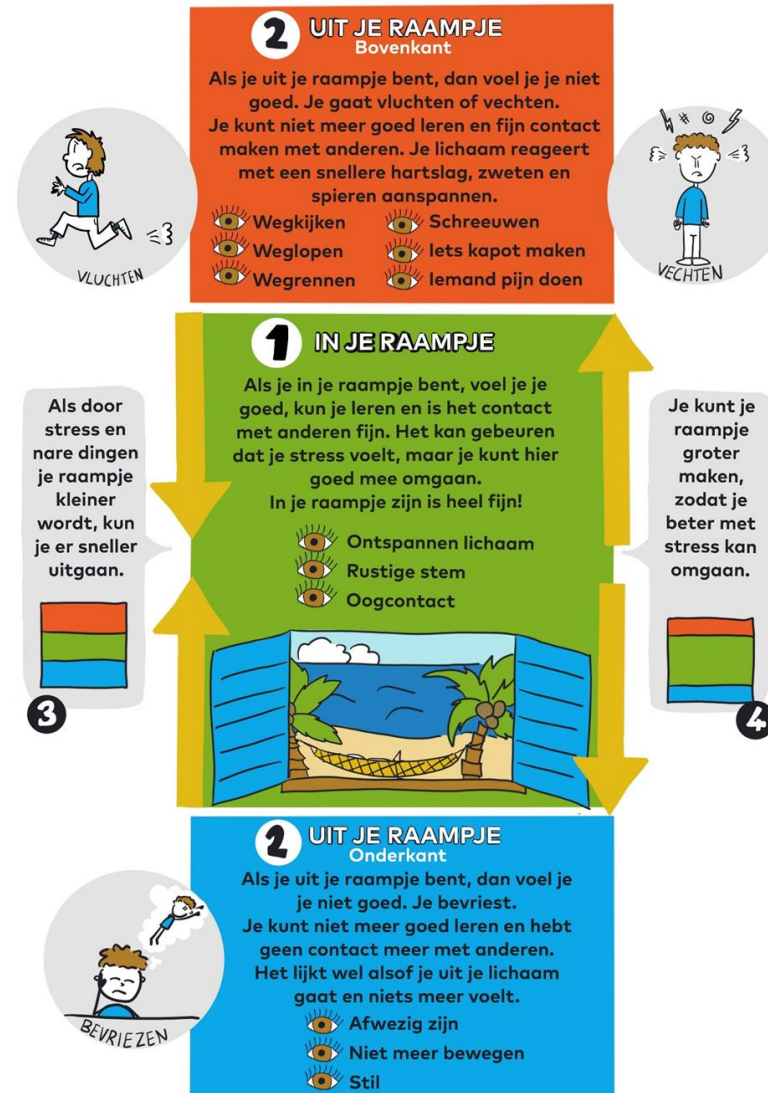 2 UIT JE RAAMPJE
Bovenkant
Als je uit je raampje bent, dan voel je je niet
goed. Je gaat vluchten of vechten.
Je kunt niet meer goed leren en fijn contact
maken met anderen. Je lichaam reageert
met een snellere hartslag, zweten en
spieren aanspannen.
Wegkijken
Weglopen
Wegrennen
Schreeuwen
Iets kapot maken
Iemand pijn doen
VLUCHTEN
VECHTEN
1 IN JE RAAMPJE
Als je in je raampje bent, voel je je
goed, kun je leren en is het contact
met anderen fijn. Het kan gebeuren
dat je stress voelt, maar je kunt hier
goed mee omgaan.
In je raampje zijn is heel fijn!
Ontspannen lichaam
Rustige stem
Oogcontact
Als door
stress en
nare dingen
je raampje
kleiner
wordt, kun
je er sneller
uitgaan.
3
Je kunt je
raampje
groter
maken,
zodat je
beter met
stress kan
omgaan.
4
2 UIT JE RAAMPJE
Onderkant
Als je uit je raampje bent, dan voel je
je niet goed. Je bevriest.
Je kunt niet meer goed leren en hebt
geen contact meer met anderen.
Het lijkt wel alsof je uit je lichaam
gaat en niets meer voelt.
Afwezig zijn
Niet meer bewegen
Stil
BEVRIEZEN